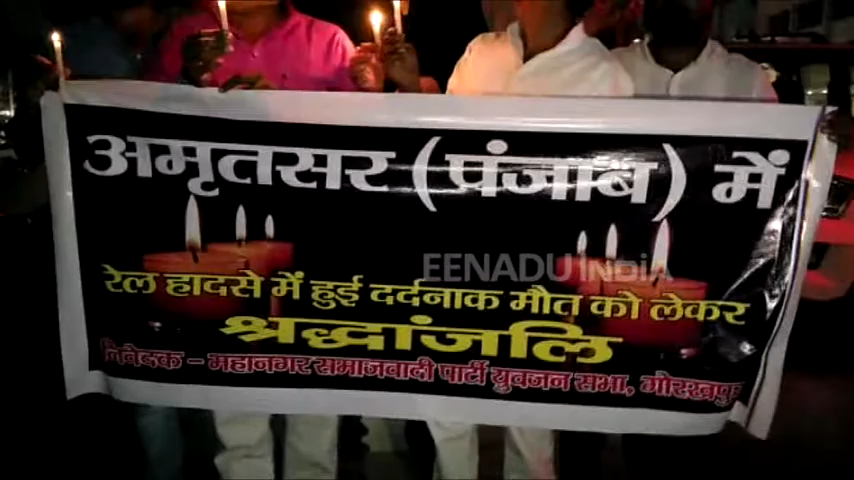 अमृतसर (पंजाब) में
EENADU India
रेल हादसे में हुई दर्दनाक मौत को लेकर
श्रद्धांजलि
निवेदक - महानगर समाजवादी पार्टी युवजन सभा, गोरखपुर